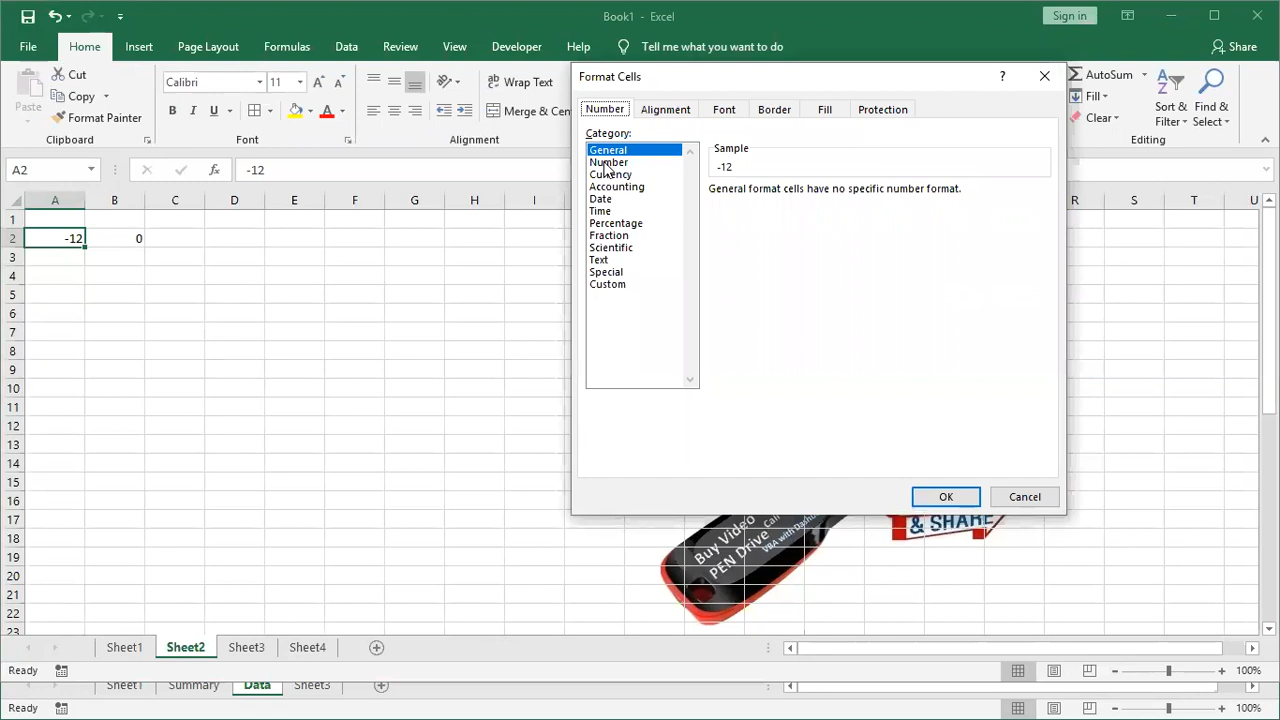 Book1 - Excel
Sign in
File Home Insert Page Layout Formulas Data Review View Developer Help Tell me what you want to do Share
Paste
Cut
Copy
Format Painter
Clipboard
Calibri 11
B I U
A
Font
Wrap Text
Merge & Cen
Alignment
AutoSum
Fill
Clear
Sort & Filter
Find & Select
Editing
Format Cells
?
Number Alignment Font Border Fill Protection
Category:
General
Number
Currency
Accounting
Date
Time
Percentage
Fraction
Scientific
Text
Special
Custom
Sample
-12
General format cells have no specific number format.
OK Cancel
A2 fx -12
A B C D E F G H I R S T U
1
2 -12 0
3
4
5
6
7
8
9
10
11
12
13
14
15
16
17
18
19
20
21
22
23
& SHARE
Buy Video
PEN Drive
Call
VBA with Dashb
Sheet1 Sheet2 Sheet3 Sheet4
Ready 100%
Sheet1 Summary Data Sheet3
Ready 100%